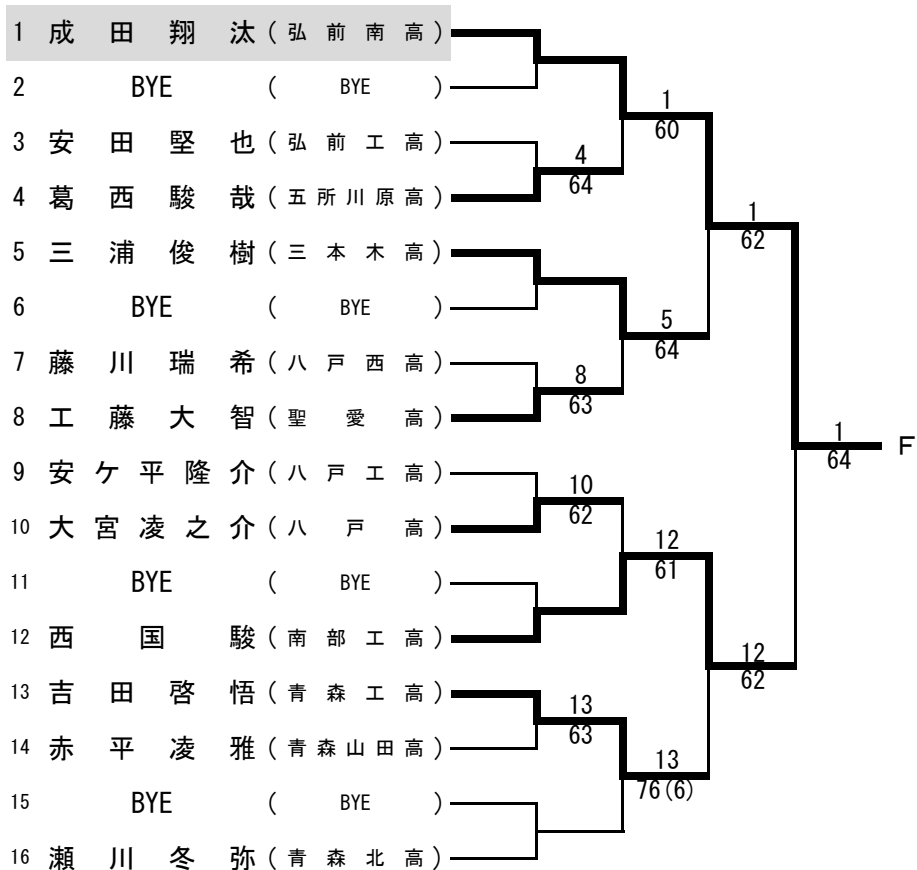 1 成田翔汰(弘前南高)
2 BYE ( BYE )
1
60
3 安田堅也(弘前工高)
4
64
4 葛西駿哉(五所川原高)
1
62
5 三浦俊樹(三本木高)
6 BYE ( BYE )
5
64
7 藤川瑞希(八戸西高)
8
63
8 工藤大智(聖愛高)
1
64
F
9 安ケ平隆介(八戸工高)
10
62
10 大宮凌之介(八戸高)
12
61
11 BYE ( BYE )
12 西国駿(南部工高)
12
62
13 吉田啓悟(青森工高)
13
63
14 赤平凌雅(青森山田高)
13
76(6)
15 BYE ( BYE )
16 瀬川冬弥(青森北高)